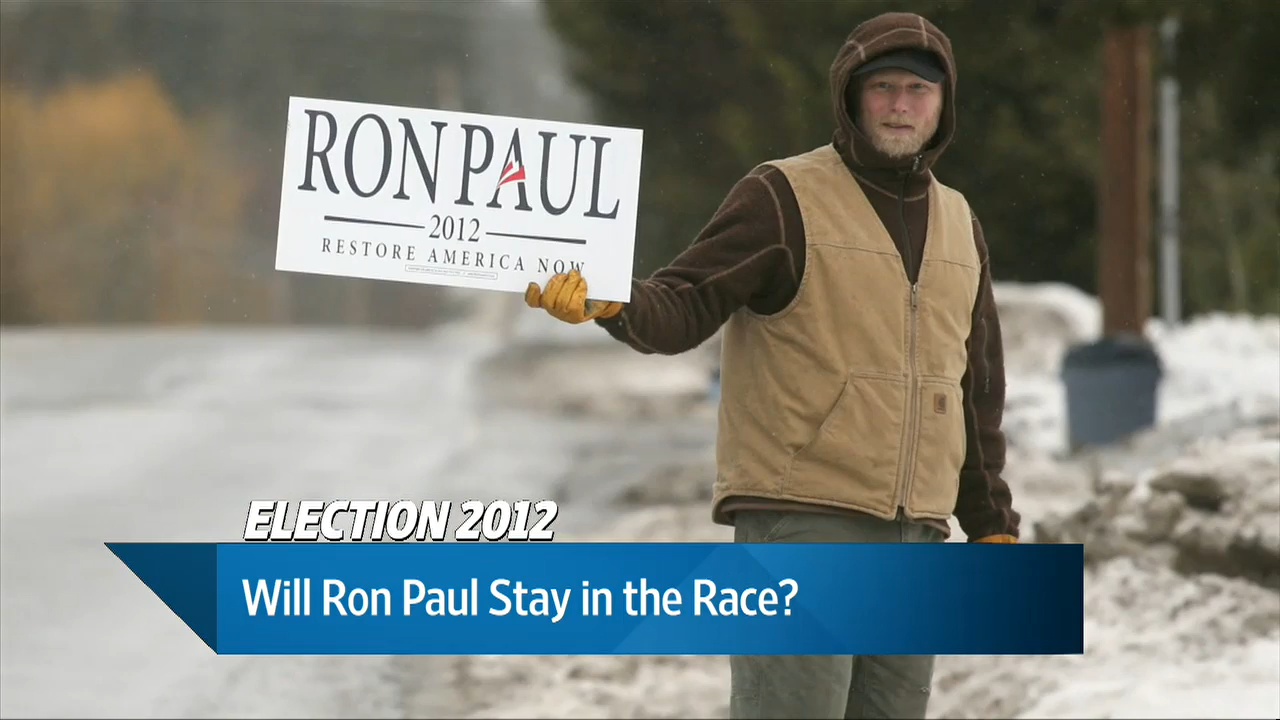 RON PAUL
2012
RESTORE AMERICA NOW
ELECTION 2012
Will Ron Paul Stay in the Race?